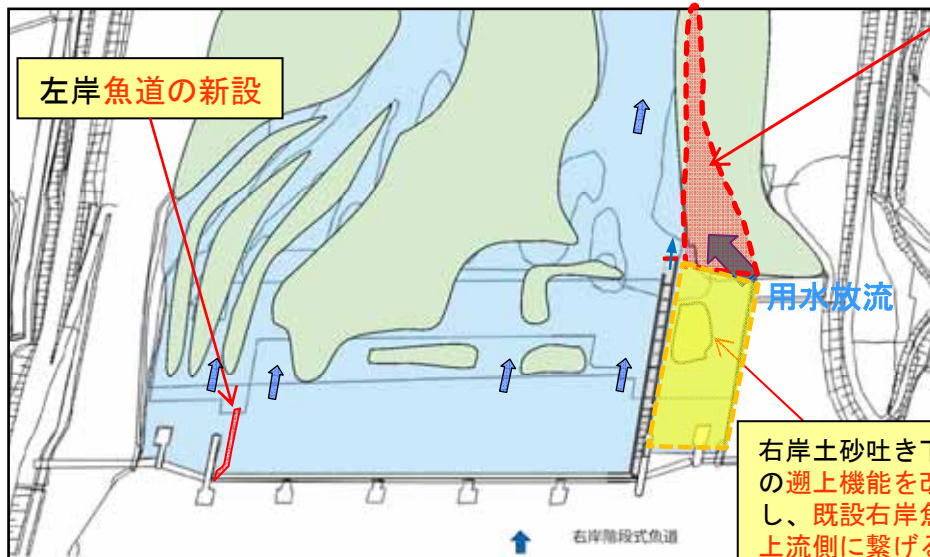 左岸魚道の新設
用水放流
右岸土砂吐き
の遡上機能を
し、既設右岸魚
上流側に繋げる
右岸階段式魚道